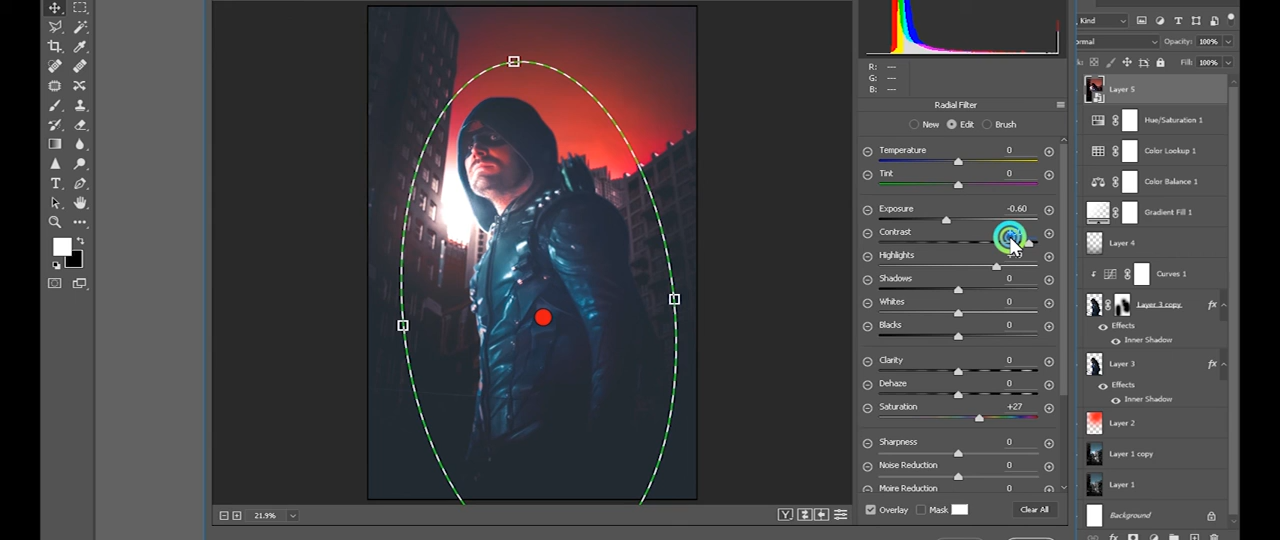 Kind
Opacity: 100%
Fill: 100%
R: ---
G: ---
B: ---
Radial Filter
New
Edit
Brush
Temperature 0
Tint 0
Exposure -0.60
Contrast
Highlights
Shadows 0
Whites 0
Blacks 0
Clarity 0
Dehaze 0
Saturation +27
Sharpness 0
Noise Reduction 0
Moire Reduction
Overlay
Mask
Clear All
21.9%
Y
fx
Layer 5
Hue/Saturation 1
Color Lookup 1
Color Balance 1
Gradient Fill 1
Layer 4
Curves 1
Layer 3 copy fx
Effects
Inner Shadow
Layer 3 fx
Effects
Inner Shadow
Layer 2
Layer 1 copy
Layer 1
Background